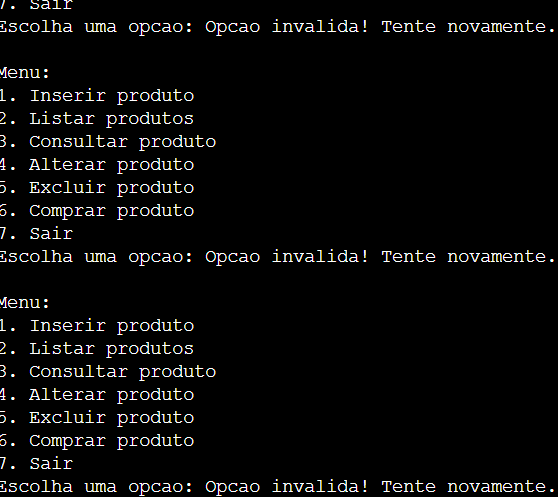 7. Sair
Escolha uma opcao: Opcao invalida! Tente novamente.
Menu:
1. Inserir produto
2. Listar produtos
3. Consultar produto
4. Alterar produto
5. Excluir produto
6. Comprar produto
7. Sair
Escolha uma opcao: Opcao invalida! Tente novamente.
Menu:
1. Inserir produto
2. Listar produtos
3. Consultar produto
4. Alterar produto
5. Excluir produto
6. Comprar produto
7. Sair
Escolha uma opcao: Opcao invalida! Tente novamente.